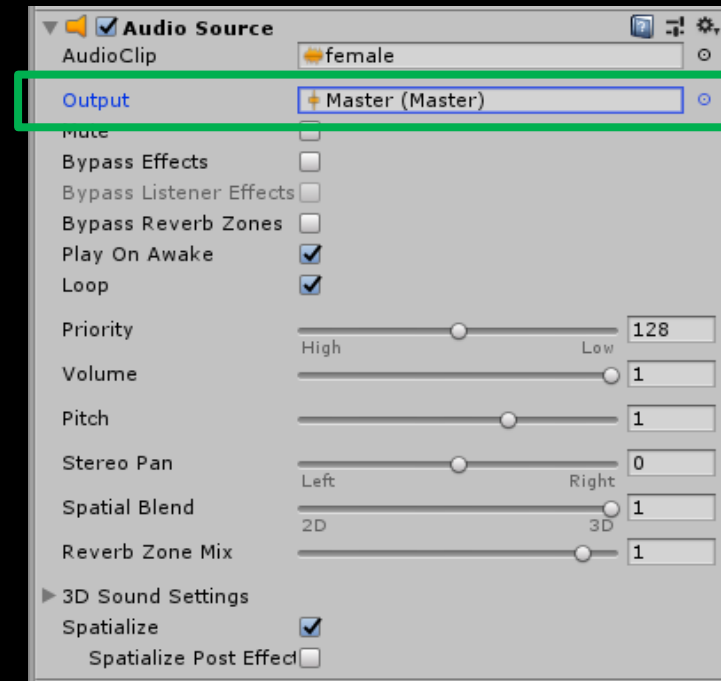 Audio Source
AudioClip female
Output Master (Master)
Mute
Bypass Effects
Bypass Listener Effects
Bypass Reverb Zones
Play On Awake
Loop
Priority 128
High Low
Volume 1
Pitch 1
Stereo Pan 0
Left Right
Spatial Blend 1
2D 3D
Reverb Zone Mix 1
3D Sound Settings
Spatialize
Spatialize Post Effect